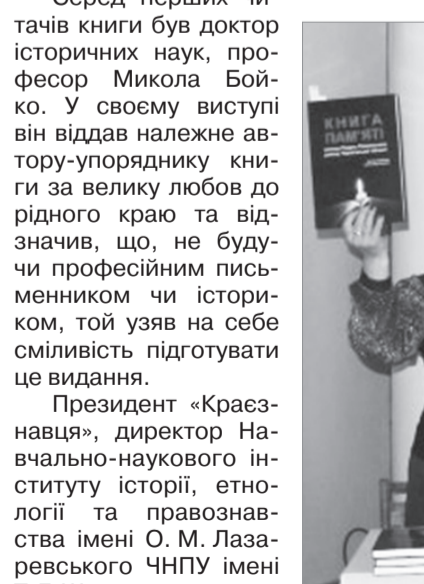 Серед перших чи-
тачів книги був доктор
історичних наук, про-
фесор Микола Бой-
ко. У своєму виступі
він віддав належне ав-
тору-упоряднику кни-
ги за велику любов до
рідного краю та від-
значив, що, не буду-
чи професійним пись-
менником чи істори-
ком, той узяв на себе
сміливість підготувати
це видання.
Президент «Краєз-
навця», директор На-
вчально-наукового ін-
ституту історії, етно-
логії та правознав-
ства імені О. М. Лаза-
ревського ЧНПУ імені
КНИГА
ПАМ'ЯТІ